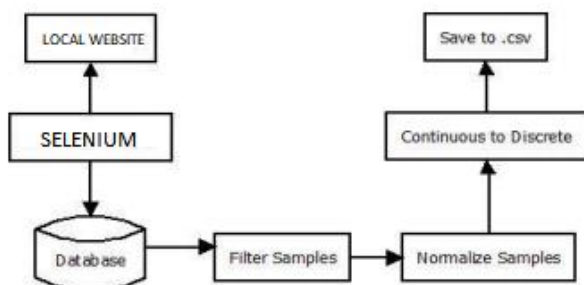 LOCAL WEBSITE
SELENIUM
Database
Filter Samples
Normalize Samples
Continuous to Discrete
Save to .csv